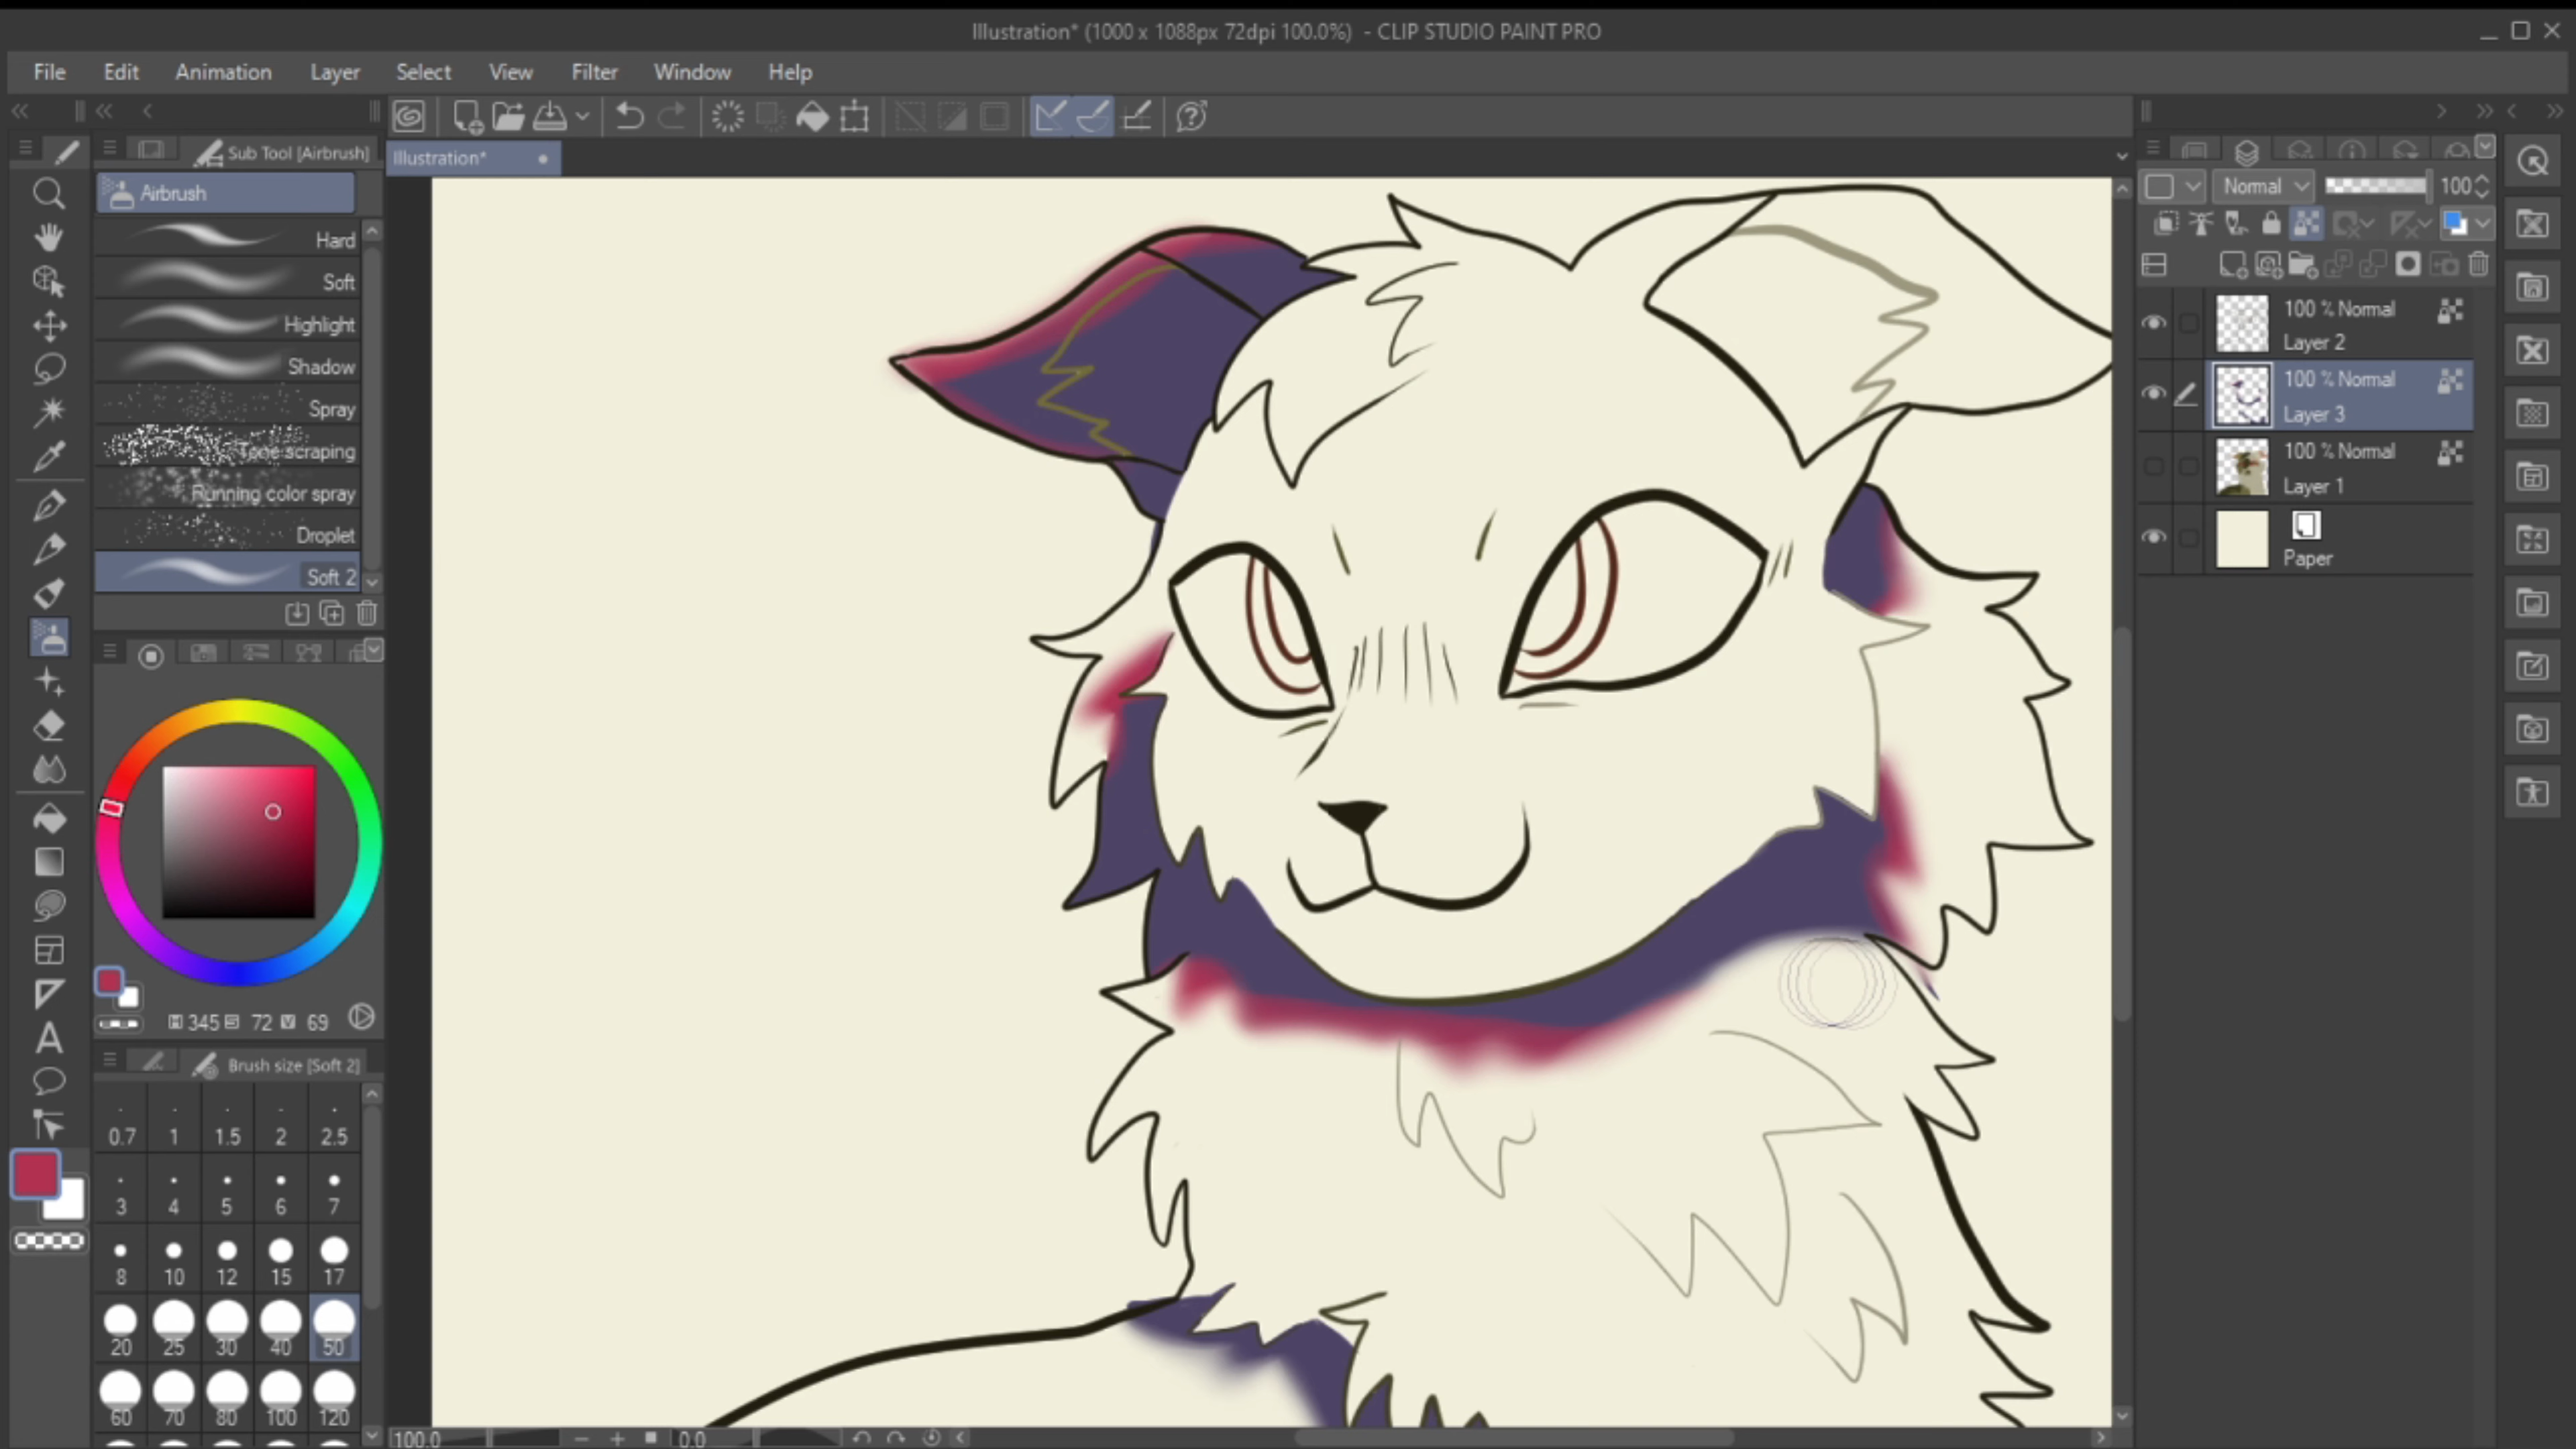 Illustration* (1000 x 1088px 72dpi 100.0%) - CLIP STUDIO PAINT PRO
File Edit Animation Layer Select View Filter Window Help
Sub Tool [Airbrush]
Illustration*
Airbrush
Hard
Soft
Highlight
Shadow
Spray
Tone scraping
Running color spray
Droplet
Soft 2
Normal 100
100 % Normal
Layer 2
100 % Normal
Layer 3
100 % Normal
Layer 1
Paper
H 345 S 72 V 69
A
Brush size [Soft 2]
0.7 1 1.5 2 2.5
3 4 5 6 7
8 10 12 15 17
20 25 30 40 50
60 70 80 100 120
100.0 0.0